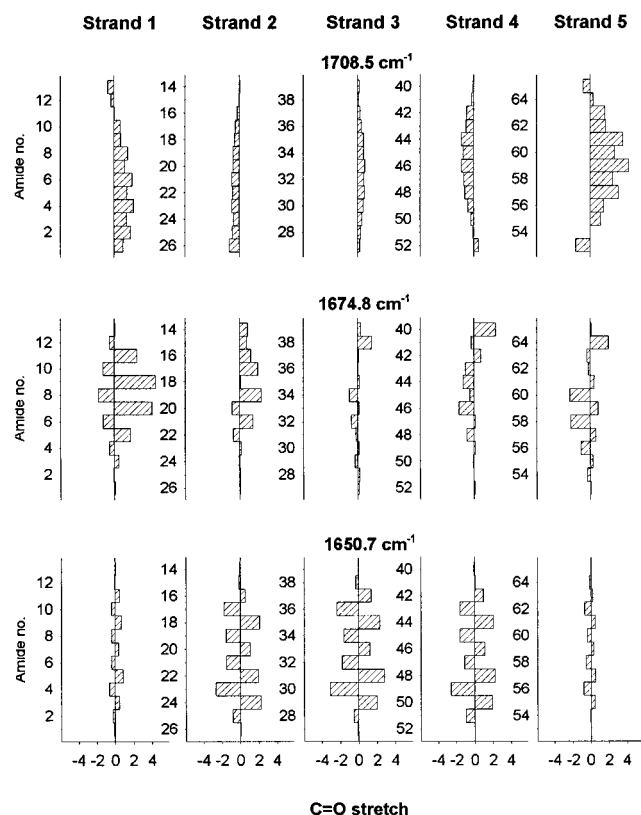 Strand 1 Strand 2 Strand 3 Strand 4 Strand 5
1708.5 cm-1
Amide no.
12 10 8 6 4 2
14 16 18 20 22 24 26
38 36 34 32 30 28
40 42 44 46 48 50 52
64 62 60 58 56 54
1674.8 cm-1
Amide no.
12 10 8 6 4 2
14 16 18 20 22 24 26
38 36 34 32 30 28
40 42 44 46 48 50 52
64 62 60 58 56 54
1650.7 cm-1
Amide no.
12 10 8 6 4 2
14 16 18 20 22 24 26
38 36 34 32 30 28
40 42 44 46 48 50 52
64 62 60 58 56 54
-4 -2 0 2 4 -4 -2 0 2 4 -4 -2 0 2 4 -4 -2 0 2 4 -4 -2 0 2 4
C=O stretch